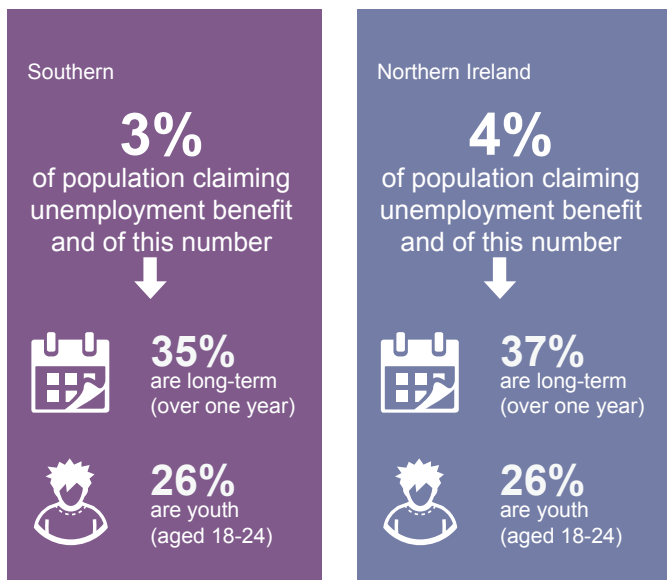 Southern
3%
of population claiming
unemployment benefit
and of this number
35%
are long-term
(over one year)
26%
are youth
(aged 18-24)
Northern Ireland
4%
of population claiming
unemployment benefit
and of this number
37%
are long-term
(over one year)
26%
are youth
(aged 18-24)